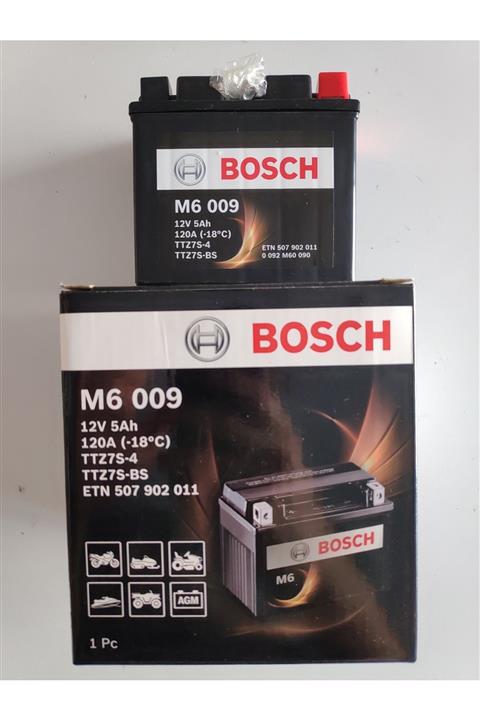 BOSCH
M6 009
12V 5Ah
120A (-18°C)
TTZ7S-4
TTZ7S-BS
ETN 507 902 011
0 092 M60 090
BOSCH
M6 009
12V 5Ah
120A (-18°C)
TTZ7S-4
TTZ7S-BS
ETN 507 902 011
BOSCH
M6
AGM
1 Pc